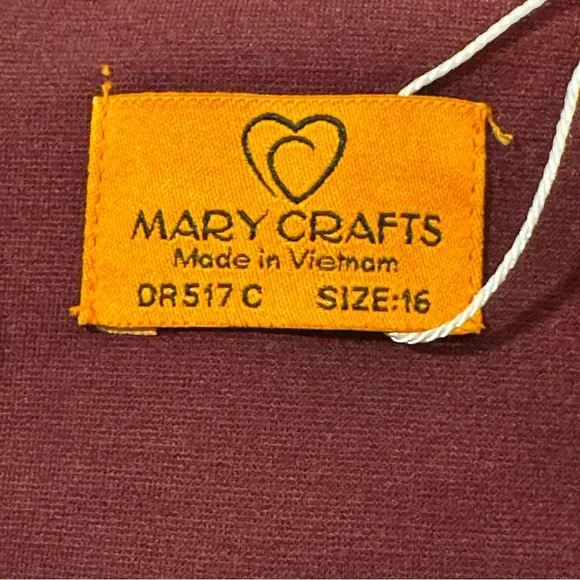 MARY CRAFTS
Made in Vietnam
DR517C SIZE:16